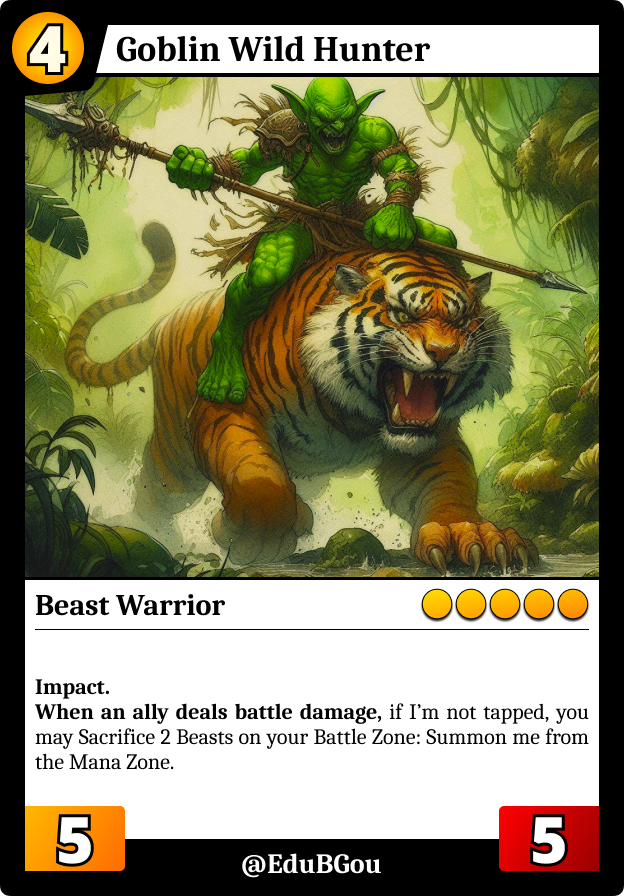 4
Goblin Wild Hunter
Beast Warrior
Impact.
When an ally deals battle damage, if I’m not tapped, you
may Sacrifice 2 Beasts on your Battle Zone: Summon me from
the Mana Zone.
5
5
@EduBGou